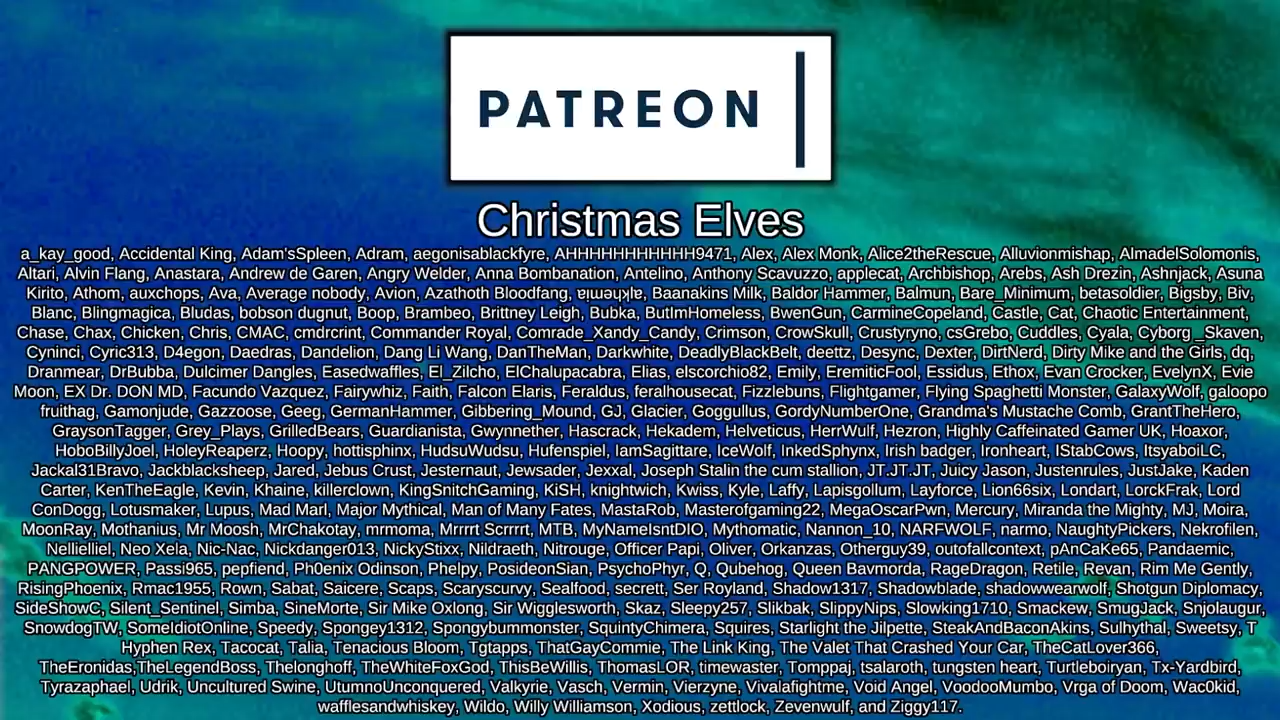 PATREON
Christmas Elves
a_kay_good, Accidental King, Adam'sSpleen, Adram, aegonisablackfyre, AHHHHHHHHHHH9471, Alex, Alex Monk, Alice2theRescue, Alluvionmishap, AlmadelSolomonis,
Altari, Alvin Flang, Anastara, Andrew de Garen, Angry Welder, Anna Bombanation, Antelino, Anthony Scavuzzo, applecat, Archbishop, Arebs, Ash Drezin, Ashnjack, Asuna
Kirito, Athom, auxchops, Ava, Average nobody, Avion, Azathoth Bloodfang, Baanakins Milk, Baldor Hammer, Balmun, Bare_Minimum, betasoldier, Bigsby, Biv,
Blanc, Blingmagica, Bludas, bobson dugnut, Boop, Brambeo, Brittney Leigh, Bubka, ButImHomeless, BwenGun, CarmineCopeland, Castle, Cat, Chaotic Entertainment,
Chase, Chax, Chicken, Chris, CMAC, cmdrcrint, Commander Royal, Comrade_Xandy_Candy, Crimson, CrowSkull, Crustyryno, csGrebo, Cuddles, Cyala, Cyborg _Skaven,
Cyninci, Cyric313, D4egon, Daedras, Dandelion, Dang Li Wang, DanTheMan, Darkwhite, DeadlyBlackBelt, deettz, Desync, Dexter, DirtNerd, Dirty Mike and the Girls, dq,
Dranmear, DrBubba, Dulcimer Dangles, Easedwaffles, El_Zilcho, ElChalupacabra, Elias, elscorchio82, Emily, EremiticFool, Essidus, Ethox, Evan Crocker, EvelynX, Evie
Moon, EX Dr. DON MD, Facundo Vazquez, Fairywhiz, Faith, Falcon Elaris, Feraldus, feralhousecat, Fizzlebuns, Flightgamer, Flying Spaghetti Monster, GalaxyWolf, galoopo
fruithag, Gamonjude, Gazzoose, Geeg, GermanHammer, Gibbering_Mound, GJ, Glacier, Goggullus, GordyNumberOne, Grandma's Mustache Comb, GrantTheHero,
GraysonTagger, Grey_Plays, GrilledBears, Guardianista, Gwynnether, Hascrack, Hekadem, Helveticus, HerrWulf, Hezron, Highly Caffeinated Gamer UK, Hoaxor,
HoboBillyJoel, HoleyReaperz, Hoopy, hottisphinx, HudsuWudsu, Hufenspiel, IamSagittare, IceWolf, InkedSphynx, Irish badger, Ironheart, IStabCows, ItsyaboiLC,
Jackal31Bravo, Jackblacksheep, Jared, Jebus Crust, Jesternaut, Jewsader, Jexxal, Joseph Stalin the cum stallion, JT.JT.JT, Juicy Jason, Justenrules, JustJake, Kaden
Carter, KenTheEagle, Kevin, Khaine, killerclown, KingSnitchGaming, KiSH, knightwich, Kwiss, Kyle, Laffy, Lapisgollum, Layforce, Lion66six, Londart, LorckFrak, Lord
ConDogg, Lotusmaker, Lupus, Mad Marl, Major Mythical, Man of Many Fates, MastaRob, Masterofgaming22, MegaOscarPwn, Mercury, Miranda the Mighty, MJ, Moira,
MoonRay, Mothanius, Mr Moosh, MrChakotay, mrmoma, Mrrrrt Scrrrrt, MTB, MyNameIsntDIO, Mythomatic, Nannon_10, NARFWOLF, narmo, NaughtyPickers, Nekrofilen,
Nellielliel, Neo Xela, Nic-Nac, Nickdanger013, NickyStixx, Nildraeth, Nitrouge, Officer Papi, Oliver, Orkanzas, Otherguy39, outofallcontext, pAnCaKe65, Pandaemic,
PANGPOWER, Passi965, pepfiend, Ph0enix Odinson, Phelpy, PosideonSian, PsychoPhyr, Q, Qubehog, Queen Bavmorda, RageDragon, Retile, Revan, Rim Me Gently,
RisingPhoenix, Rmac1955, Rown, Sabat, Saicere, Scaps, Scaryscurvy, Sealfood, secrett, Ser Royland, Shadow1317, Shadowblade, shadowwearwolf, Shotgun Diplomacy,
SideShowC, Silent_Sentinel, Simba, SineMorte, Sir Mike Oxlong, Sir Wigglesworth, Skaz, Sleepy257, Slikbak, SlippyNips, Slowking1710, Smackew, SmugJack, Snjolaugur,
SnowdogTW, SomeIdiotOnline, Speedy, Spongey1312, Spongybummonster, SquintyChimera, Squires, Starlight the Jilpette, SteakAndBaconAkins, Sulhythal, Sweetsy, T
Hyphen Rex, Tacocat, Talia, Tenacious Bloom, Tgtapps, ThatGayCommie, The Link King, The Valet That Crashed Your Car, TheCatLover366,
TheEronidas,TheLegendBoss, Thelonghoff, TheWhiteFoxGod, ThisBeWillis, ThomasLOR, timewaster, Tomppaj, tsalaroth, tungsten heart, Turtleboiryan, Tx-Yardbird,
Tyrazaphael, Udrik, Uncultured Swine, UtumnoUnconquered, Valkyrie, Vasch, Vermin, Vierzyne, Vivalafightme, Void Angel, VoodooMumbo, Vrga of Doom, Wac0kid,
wafflesandwhiskey, Wildo, Willy Williamson, Xodious, zettlock, Zevenwulf, and Ziggy117.